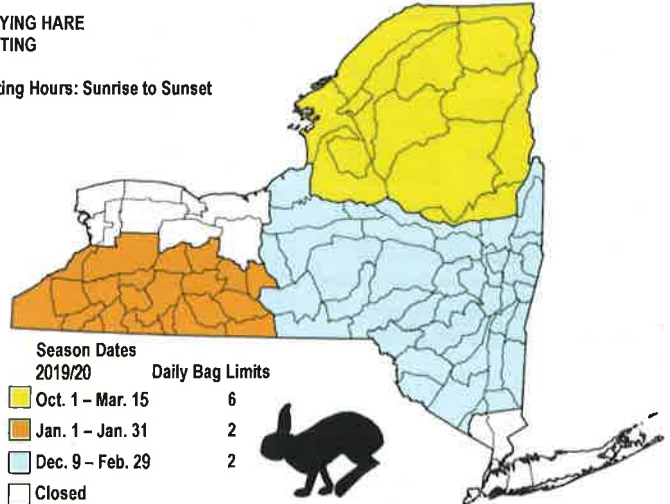 YING HARE
TING
ing Hours: Sunrise to Sunset
Season Dates
2019/20 Daily Bag Limits
Oct. 1 – Mar. 15 6
Jan. 1 – Jan. 31 2
Dec. 9 – Feb. 29 2
Closed